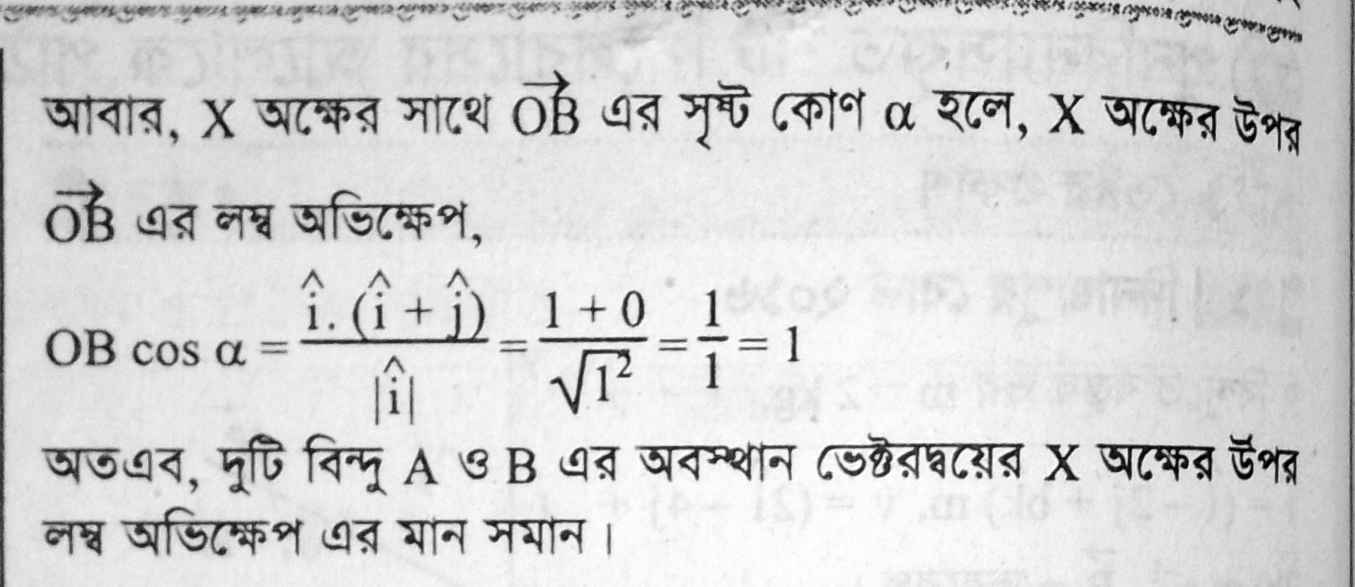 আবার, X অক্ষের সাথে $\overrightarrow{OB}$ এর সৃষ্ট কোণ α হলে, X অক্ষের উপর
$\overrightarrow{OB}$ এর লম্ব অভিক্ষেপ,
OB cos α = $\frac{\hat{i}. (\hat{i} + \hat{j})}{|\hat{i}|} = \frac{1 + 0}{\sqrt{1^2}} = \frac{1}{1} = 1$
অতএব, দুটি বিন্দু A ও B এর অবস্থান ভেক্টরদ্বয়ের X অক্ষের উপর
লম্ব অভিক্ষেপ এর মান সমান।